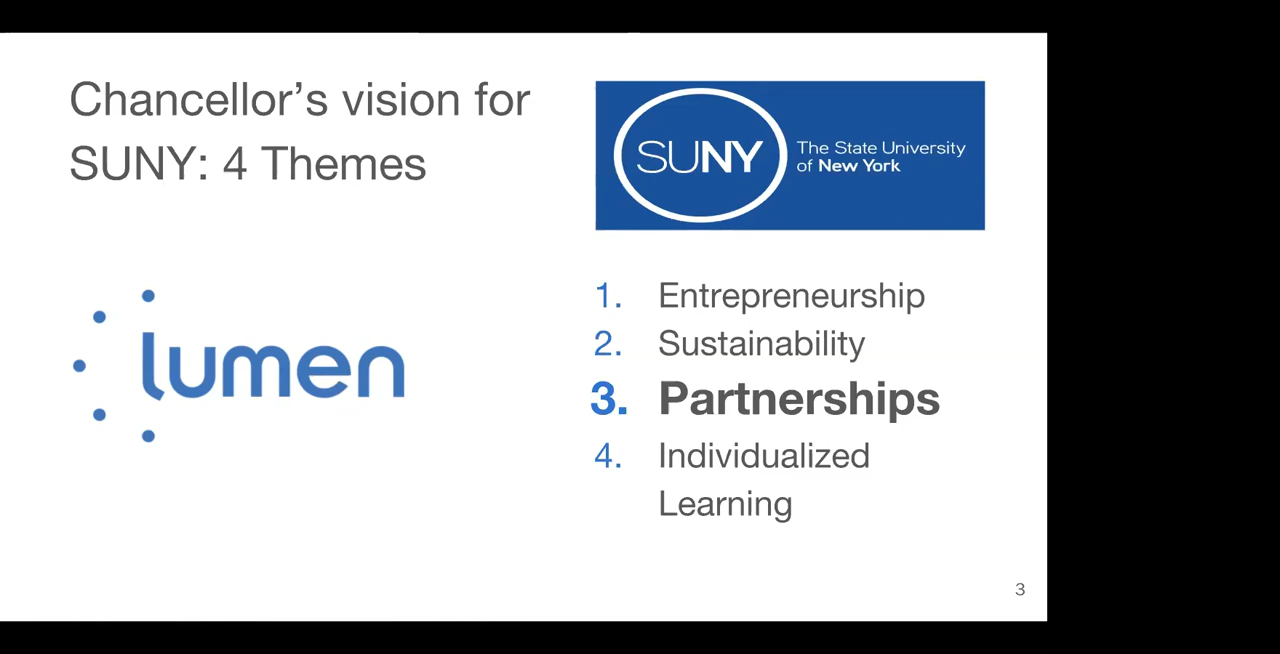 Chancellor’s vision for
SUNY: 4 Themes
SUNY
The State University
of New York
lumen
1. Entrepreneurship
2. Sustainability
3. Partnerships
4. Individualized
Learning
3